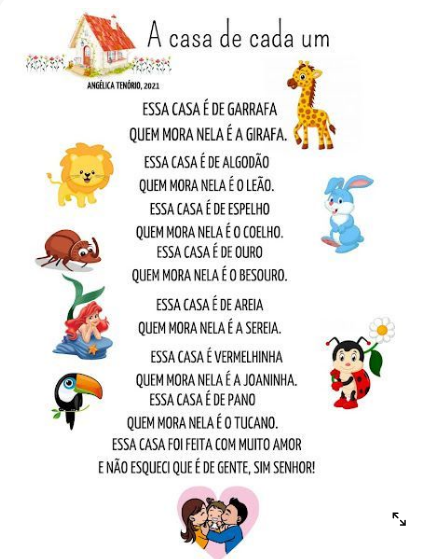 A casa de cada um
ANGÉLICA TENÓRIO, 2021
ESSA CASA É DE GARRAFA
QUEM MORA NELA É A GIRAFA.
ESSA CASA É DE ALGODÃO
QUEM MORA NELA É O LEÃO.
ESSA CASA É DE ESPELHO
QUEM MORA NELA É O COELHO.
ESSA CASA É DE OURO
QUEM MORA NELA É O BESOURO.
ESSA CASA É DE AREIA
QUEM MORA NELA É A SEREIA.
ESSA CASA É VERMELHINHA
QUEM MORA NELA É A JOANINHA.
ESSA CASA É DE PANO
QUEM MORA NELA É O TUCANO.
ESSA CASA FOI FEITA COM MUITO AMOR
E NÃO ESQUECI QUE É DE GENTE, SIM SENHOR!